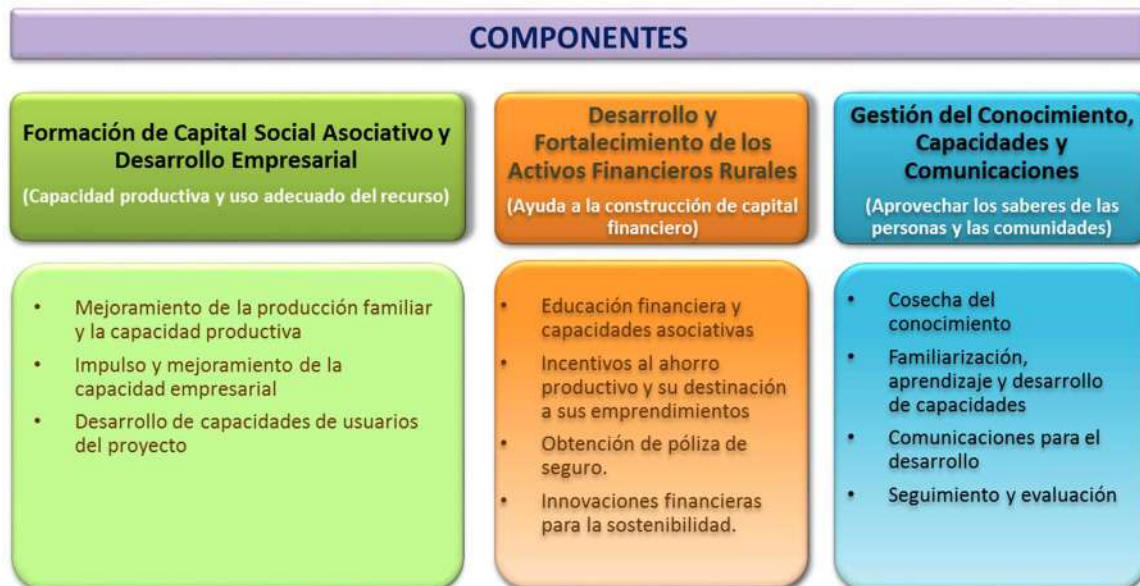 COMPONENTES
Formación de Capital Social Asociativo y
Desarrollo Empresarial
(Capacidad productiva y uso adecuado del recurso)
• Mejoramiento de la producción familiar
y la capacidad productiva
• Impulso y mejoramiento de la
capacidad empresarial
• Desarrollo de capacidades de usuarios
del proyecto
Desarrollo y
Fortalecimiento de los
Activos Financieros Rurales
(Ayuda a la construcción de capital
financiero)
• Educación financiera y
capacidades asociativas
• Incentivos al ahorro
productivo y su destinación
a sus emprendimientos
• Obtención de póliza de
seguro.
• Innovaciones financieras
para la sostenibilidad.
Gestión del Conocimiento,
Capacidades y
Comunicaciones
(Aprovechar los saberes de las
personas y las comunidades)
• Cosecha del
conocimiento
• Familiarización,
aprendizaje y desarrollo
de capacidades
• Comunicaciones para el
desarrollo
• Seguimiento y evaluación